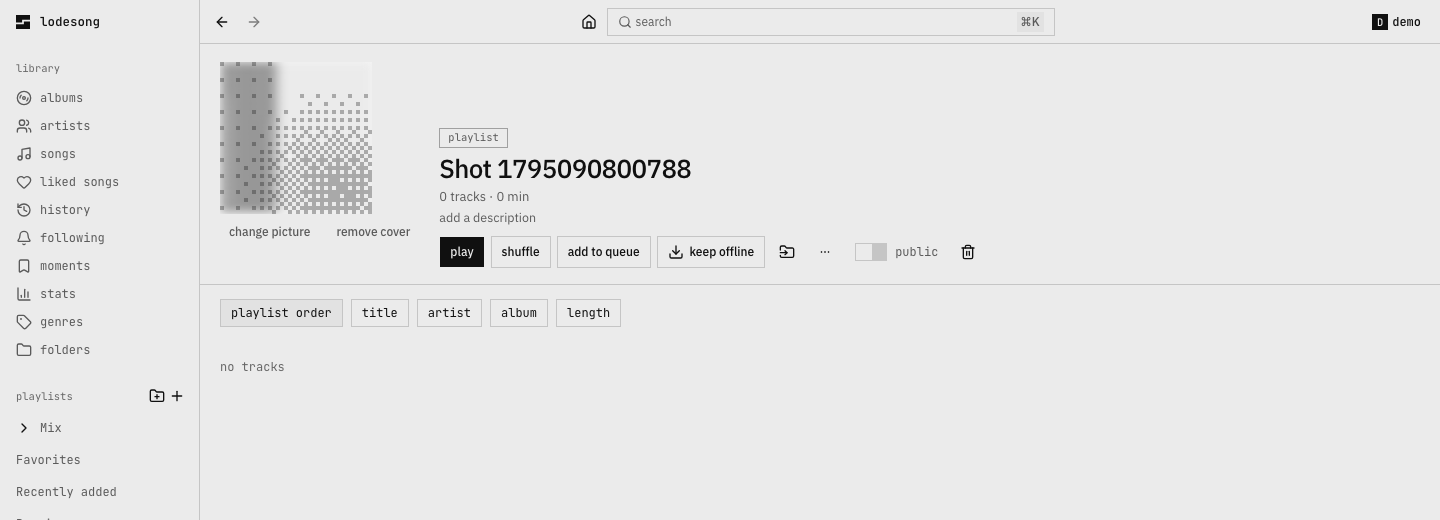 lodesong
search
⌘K
D demo
library
albums
artists
songs
liked songs
history
following
moments
stats
genres
folders
playlists
Mix
Favorites
Recently added
change picture
remove cover
playlist
Shot 1795090800788
0 tracks · 0 min
add a description
play
shuffle
add to queue
keep offline
...
public
playlist order
title
artist
album
length
no tracks